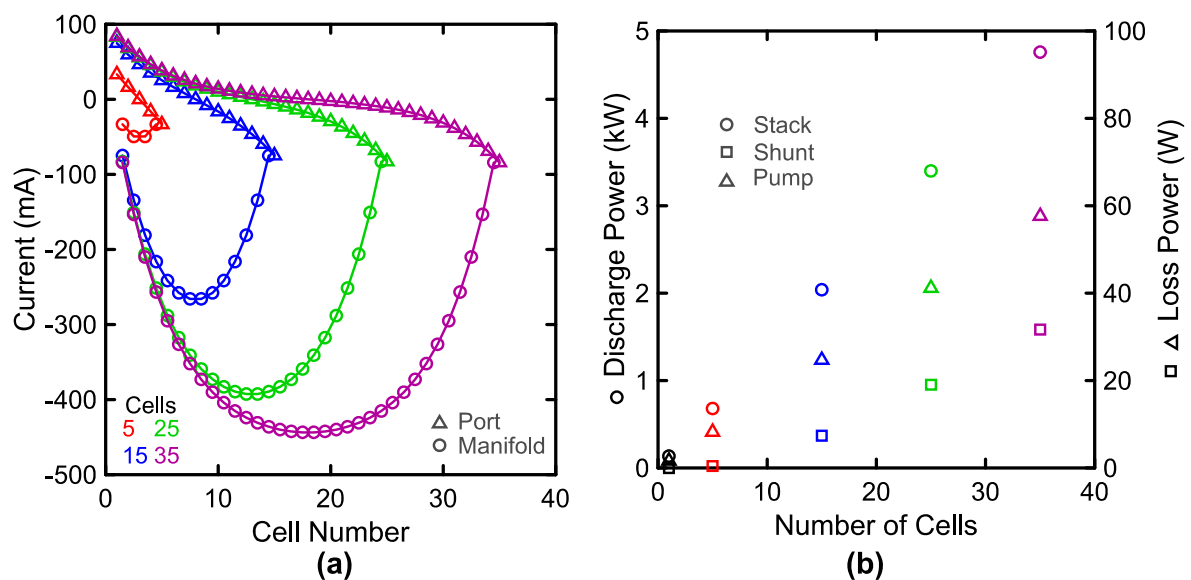 100
0
-100
-200
-300
-400
-500
Current (mA)
Cells
5 25
15 35
Port
Manifold
0 10 20 30 40
Cell Number
(a)
5
4
3
2
1
0
Discharge Power (kW)
Stack
Shunt
Pump
100
80
60
40
20
0
Loss Power (W)
0 10 20 30 40
Number of Cells
(b)